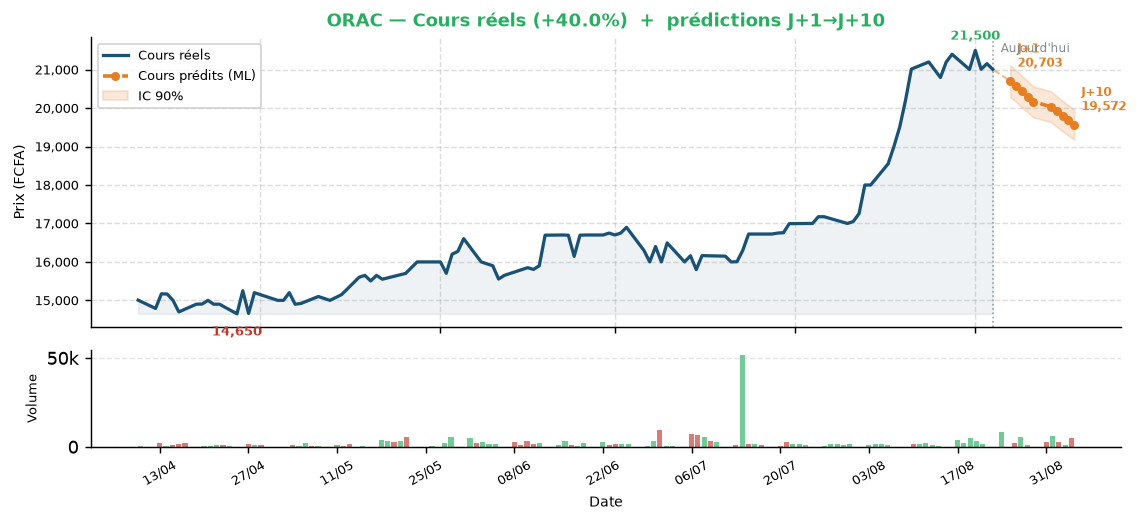 ORAC — Cours réels (+40.0%)  +  prédictions J+1→J+10
21,500
Cours réels
Cours prédits (ML)
IC 90%
Aujourd'hui
J+1
20,703
J+10
19,572
Prix (FCFA)
21,000
20,000
19,000
18,000
17,000
16,000
15,000
14,650
Volume
50k
0
13/04
27/04
11/05
25/05
08/06
22/06
06/07
20/07
03/08
17/08
31/08
Date